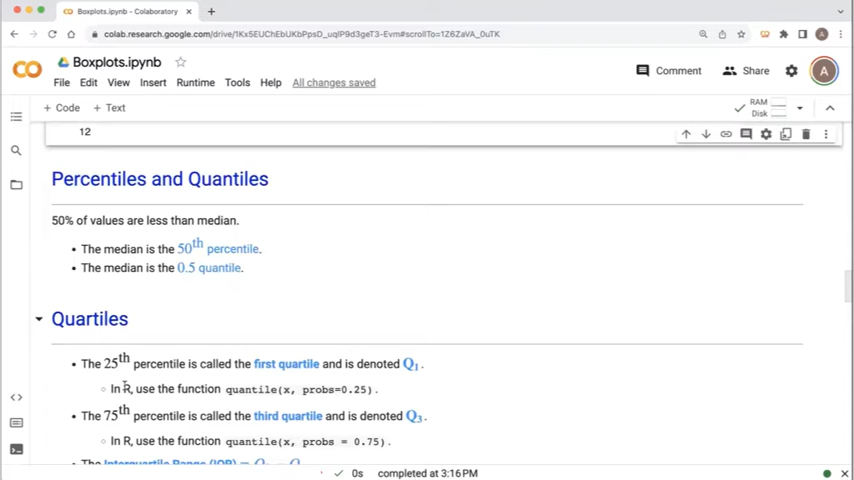 Boxplots.ipynb - Colaboratory
colab.research.google.com/drive/1Kx5EUChEbUKbPpsD_uqlP9d3geT3-Evm#scrollTo=1Z6ZaVA_0uTK
A
Boxplots.ipynb
File Edit View Insert Runtime Tools Help All changes saved
Comment Share A
+ Code + Text
RAM
Disk
12
Percentiles and Quantiles
50% of values are less than median.
• The median is the 50th percentile.
• The median is the 0.5 quantile.
Quartiles
• The 25th percentile is called the first quartile and is denoted Q1.
In R, use the function quantile(x, probs=0.25).
• The 75th percentile is called the third quartile and is denoted Q3.
In R, use the function quantile(x, probs = 0.75).
• The Interquartile Range (IQR) =
0s completed at 3:16 PM